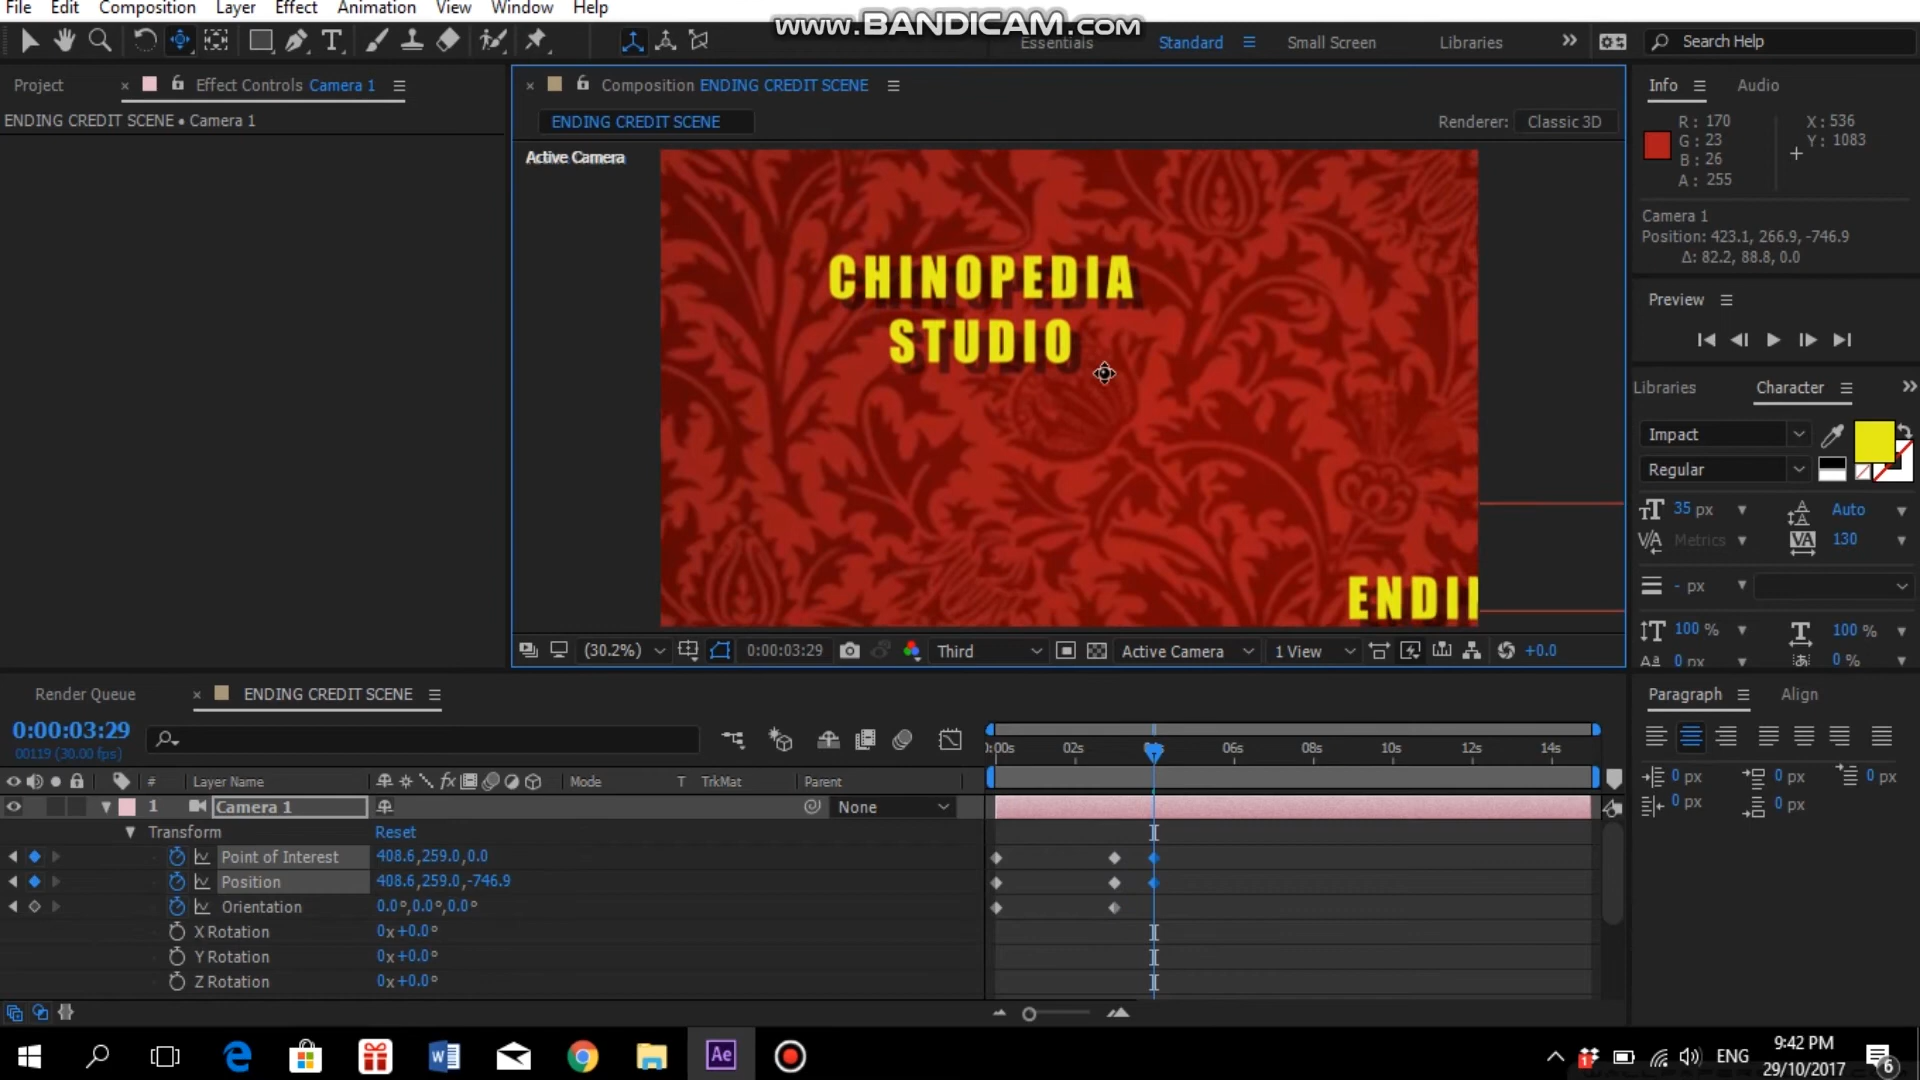 File Edit Composition Layer Effect Animation View Window Help
www.BANDICAM.com
Essentials Standard Small Screen Libraries Search Help
Project Effect Controls Camera 1
ENDING CREDIT SCENE • Camera 1
Composition ENDING CREDIT SCENE
ENDING CREDIT SCENE
Renderer: Classic 3D
Active Camera
CHINOPEDIA
STUDIO
ENDI
(30.2%) 0:00:03:29 Third Active Camera 1 View +0.0
Info Audio
R: 170 X: 536
G: 23 Y: 1083
B: 26
A: 255
Camera 1
Position: 423.1, 266.9, -746.9
Δ: 82.2, 88.8, 0.0
Preview
Libraries Character
Impact
Regular
35 px Auto
Metrics 130
- px
100 % 100 %
0 px 0 %
Paragraph Align
0 px 0 px 0 px
0 px 0 px
Render Queue ENDING CREDIT SCENE
0:00:03:29
00119 (30.00 fps)
:00s 02s 06s 08s 10s 12s 14s
# Layer Name Mode T TrkMat Parent
1 Camera 1 None
Transform Reset
Point of Interest 408.6,259.0,0.0
Position 408.6,259.0,-746.9
Orientation 0.0°,0.0°,0.0°
X Rotation 0x+0.0°
Y Rotation 0x+0.0°
Z Rotation 0x+0.0°
Ae
ENG
9:42 PM
29/10/2017
6